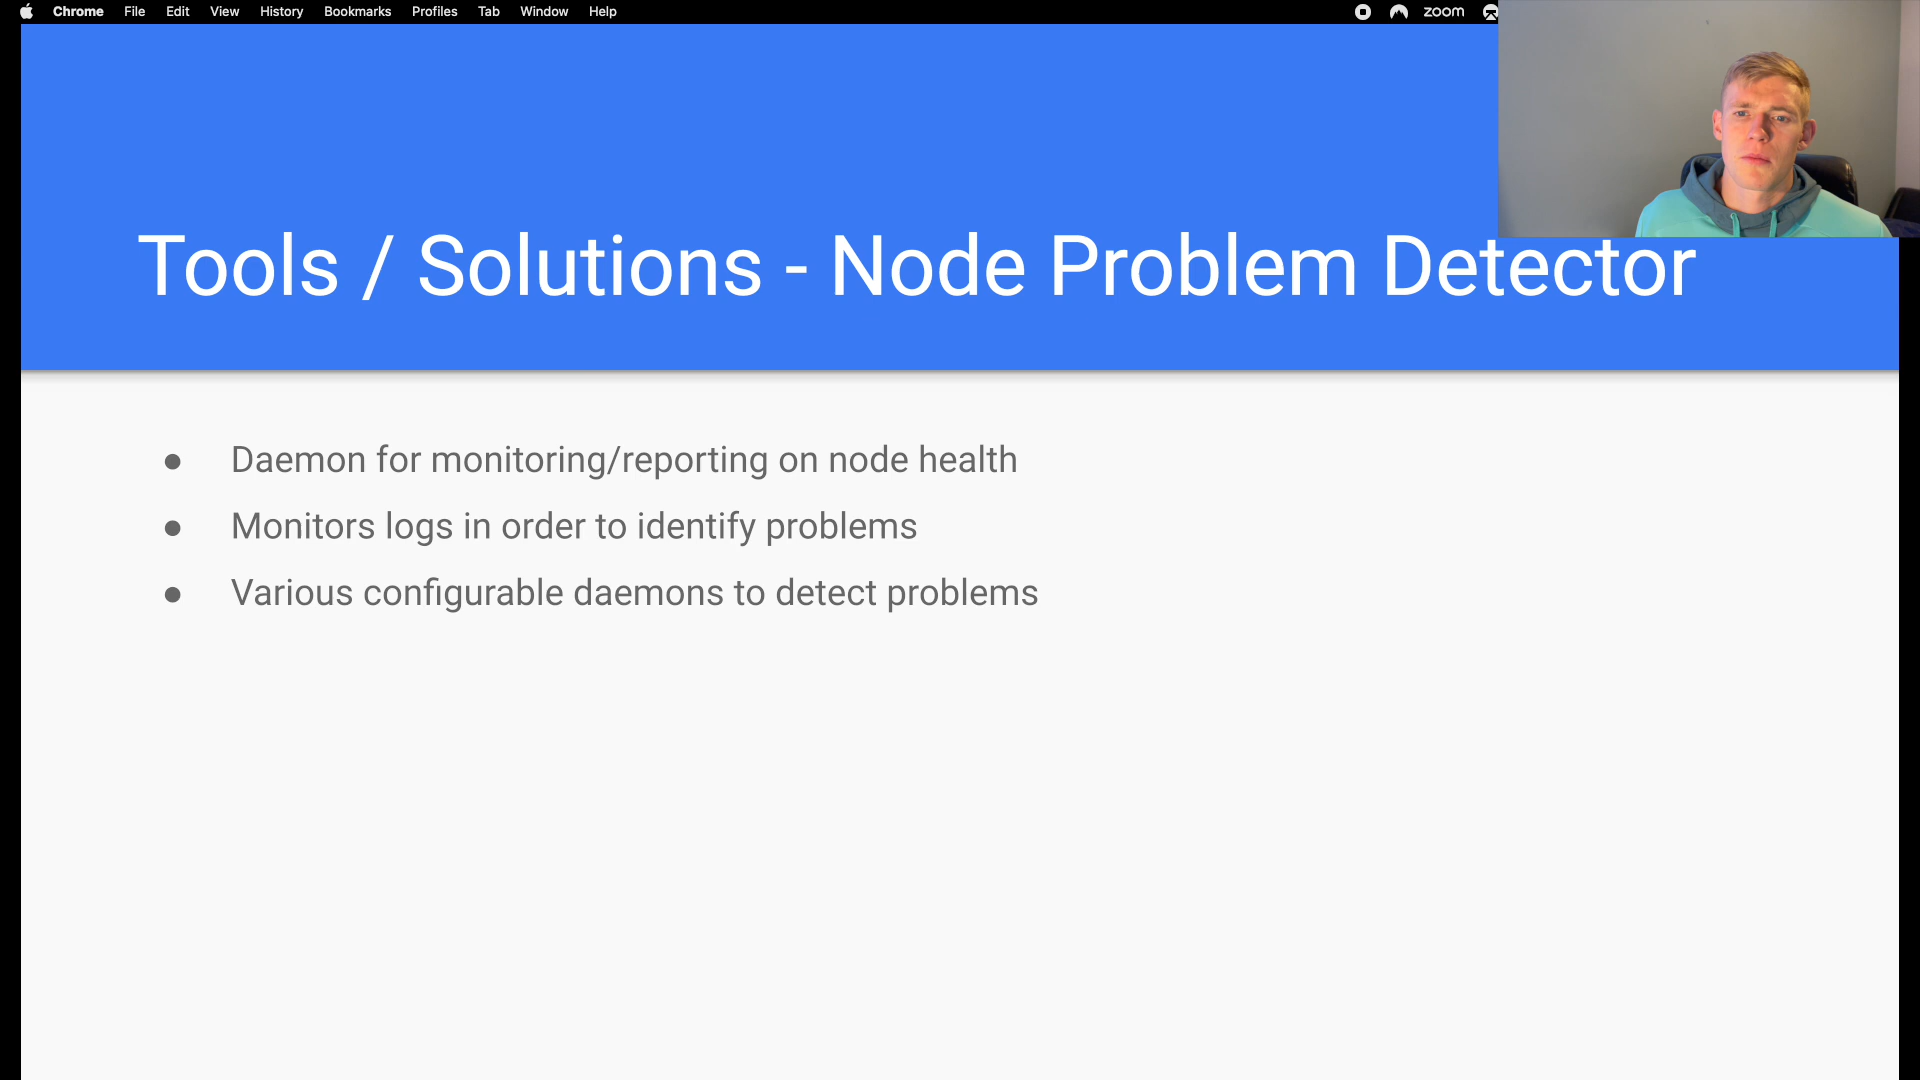 Chrome File Edit View History Bookmarks Profiles Tab Window Help zoom
Tools / Solutions - Node Problem Detector
● Daemon for monitoring/reporting on node health
● Monitors logs in order to identify problems
● Various configurable daemons to detect problems